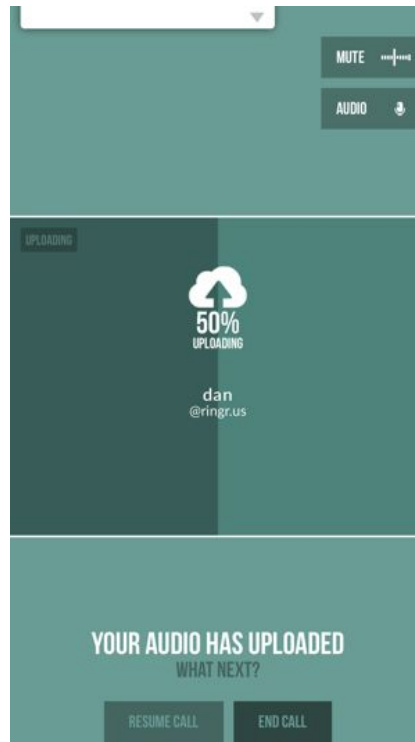 MUTE
AUDIO
UPLOADING
50%
UPLOADING
dan
@ringr.us
YOUR AUDIO HAS UPLOADED
WHAT NEXT?
RESUME CALL END CALL